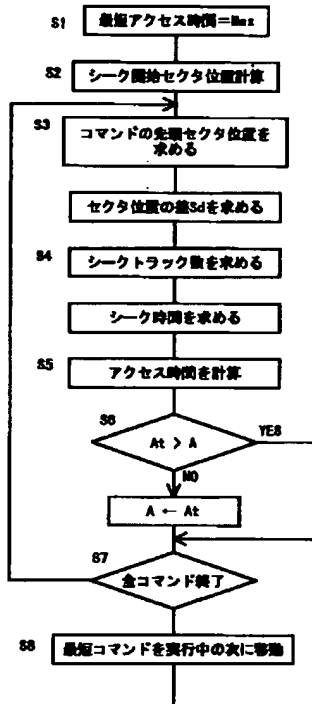 S1
最短アクセス時間＝Max
S2
シーク開始セクタ位置計算
S3
コマンドの先頭セクタ位置を
求める
セクタ位置の差Sdを求める
S4
シークトラック数を求める
シーク時間を求める
S5
アクセス時間を計算
S6
At > A
YES
NO
A ← At
S7
全コマンド終了
S8
最短コマンドを実行中の次に移動